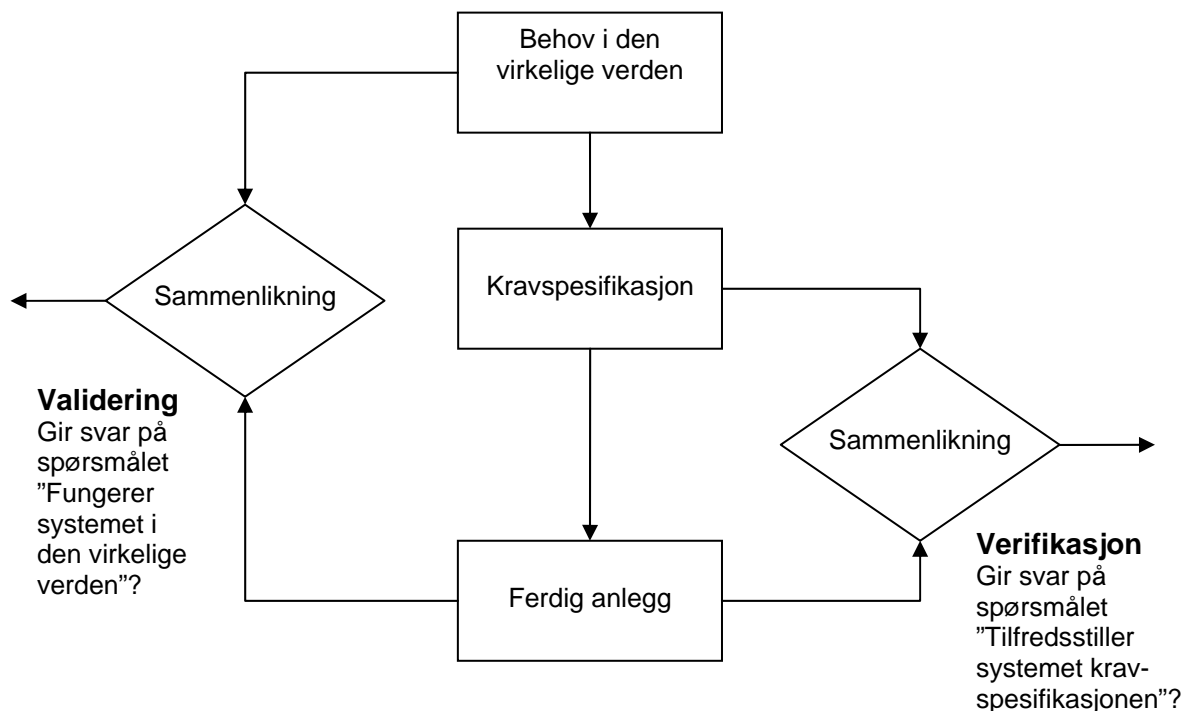 Behov i den
virkelige verden
Sammenlikning
Kravspesifikasjon
Validering
Gir svar på
spørsmålet
”Fungerer
systemet i
den virkelige
verden”?
Sammenlikning
Ferdig anlegg
Verifikasjon
Gir svar på
spørsmålet
”Tilfredsstiller
systemet krav-
spesifikasjonen”?